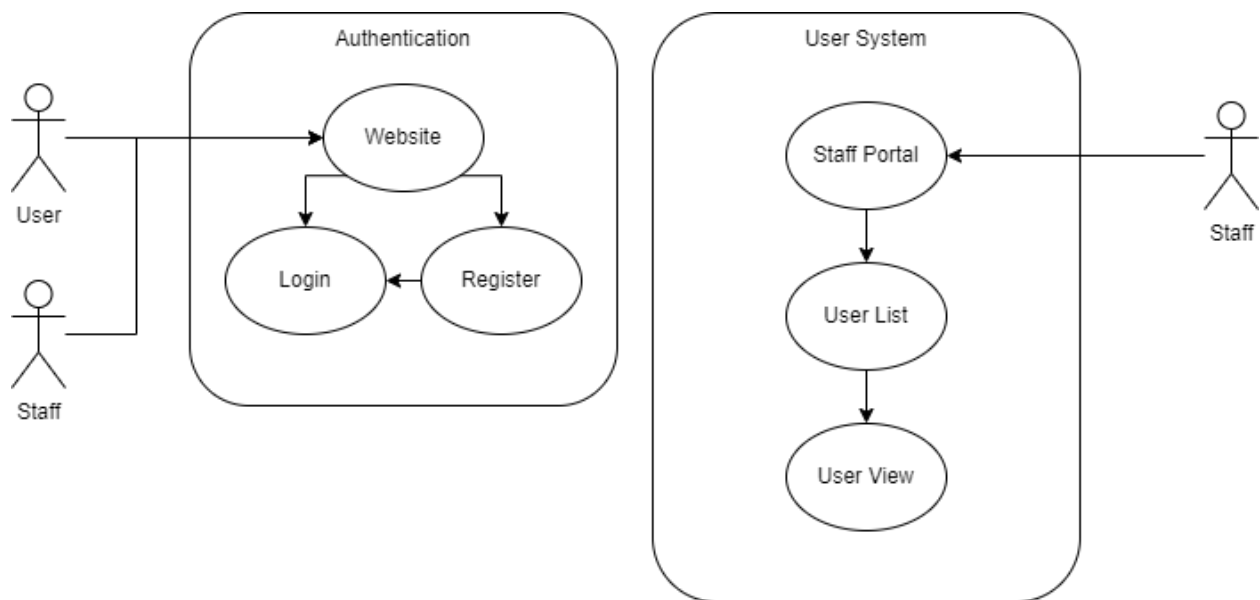 Authentication
User System
Website
Staff Portal
User
Staff
Login
Register
User List
Staff
User View